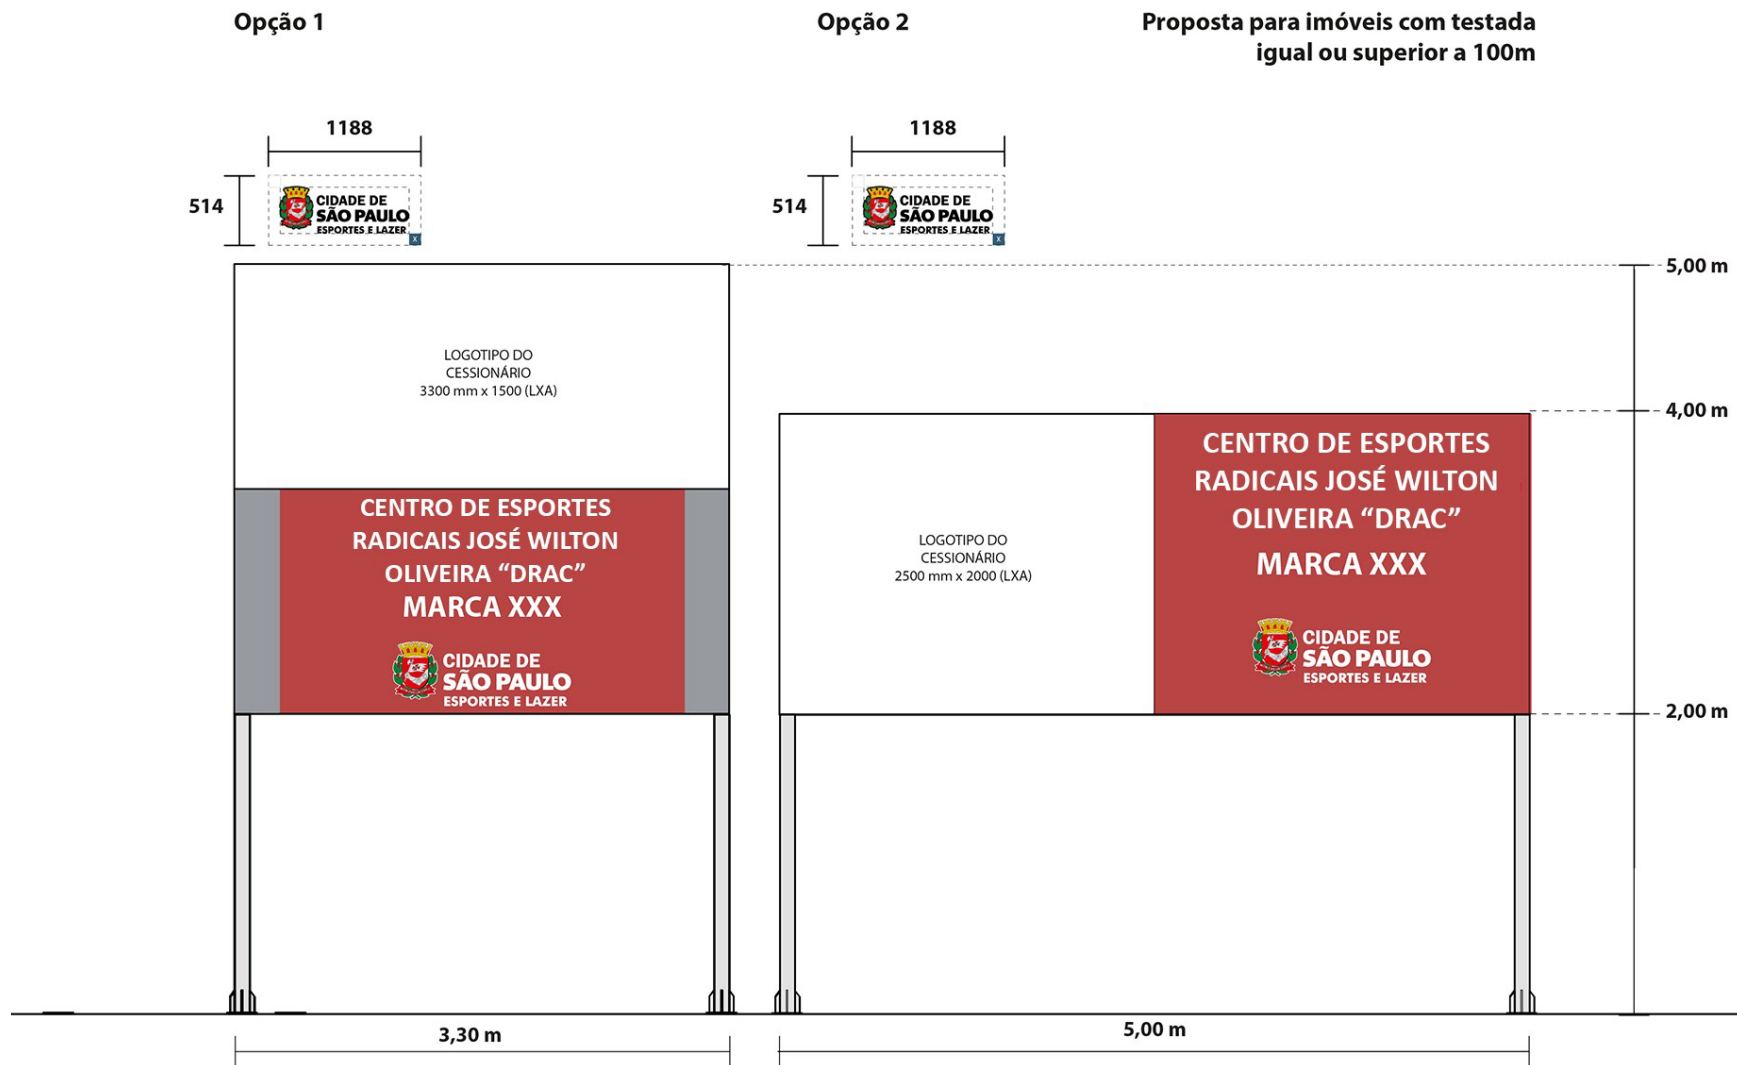 Opção 1
Opção 2
Proposta para imóveis com testada
igual ou superior a 100m
1188
514
CIDADE DE
SÃO PAULO
ESPORTES E LAZER
X
1188
514
CIDADE DE
SÃO PAULO
ESPORTES E LAZER
X
LOGOTIPO DO
CESSIONÁRIO
3300 mm x 1500 (LXA)
CENTRO DE ESPORTES
RADICAIS JOSÉ WILTON
OLIVEIRA “DRAC”
MARCA XXX
CIDADE DE
SÃO PAULO
ESPORTES E LAZER
3,30 m
LOGOTIPO DO
CESSIONÁRIO
2500 mm x 2000 (LXA)
CENTRO DE ESPORTES
RADICAIS JOSÉ WILTON
OLIVEIRA “DRAC”
MARCA XXX
CIDADE DE
SÃO PAULO
ESPORTES E LAZER
5,00 m
5,00 m
4,00 m
2,00 m